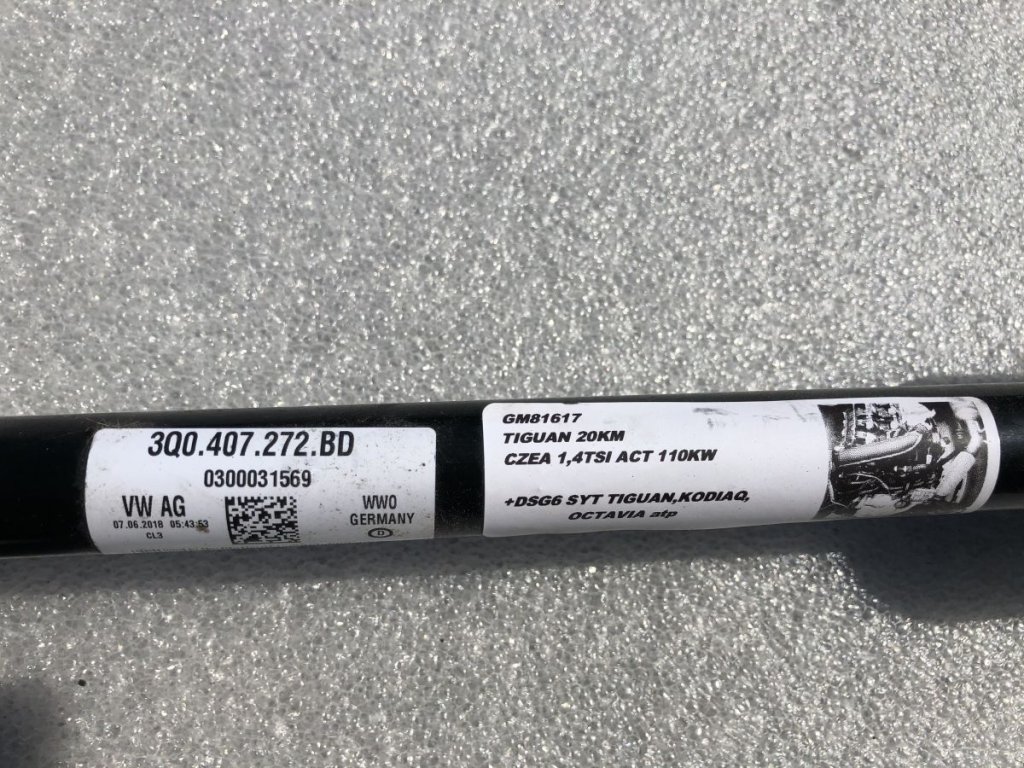 3Q0.407.272.BD
0300031569
VW AG
07.06.2018 05:43:53
CL3
WWO
GERMANY
D
GM81617
TIGUAN 20KM
CZEA 1,4TSI ACT 110KW
+DSG6 SYT TIGUAN,KODIAQ,
OCTAVIA atp